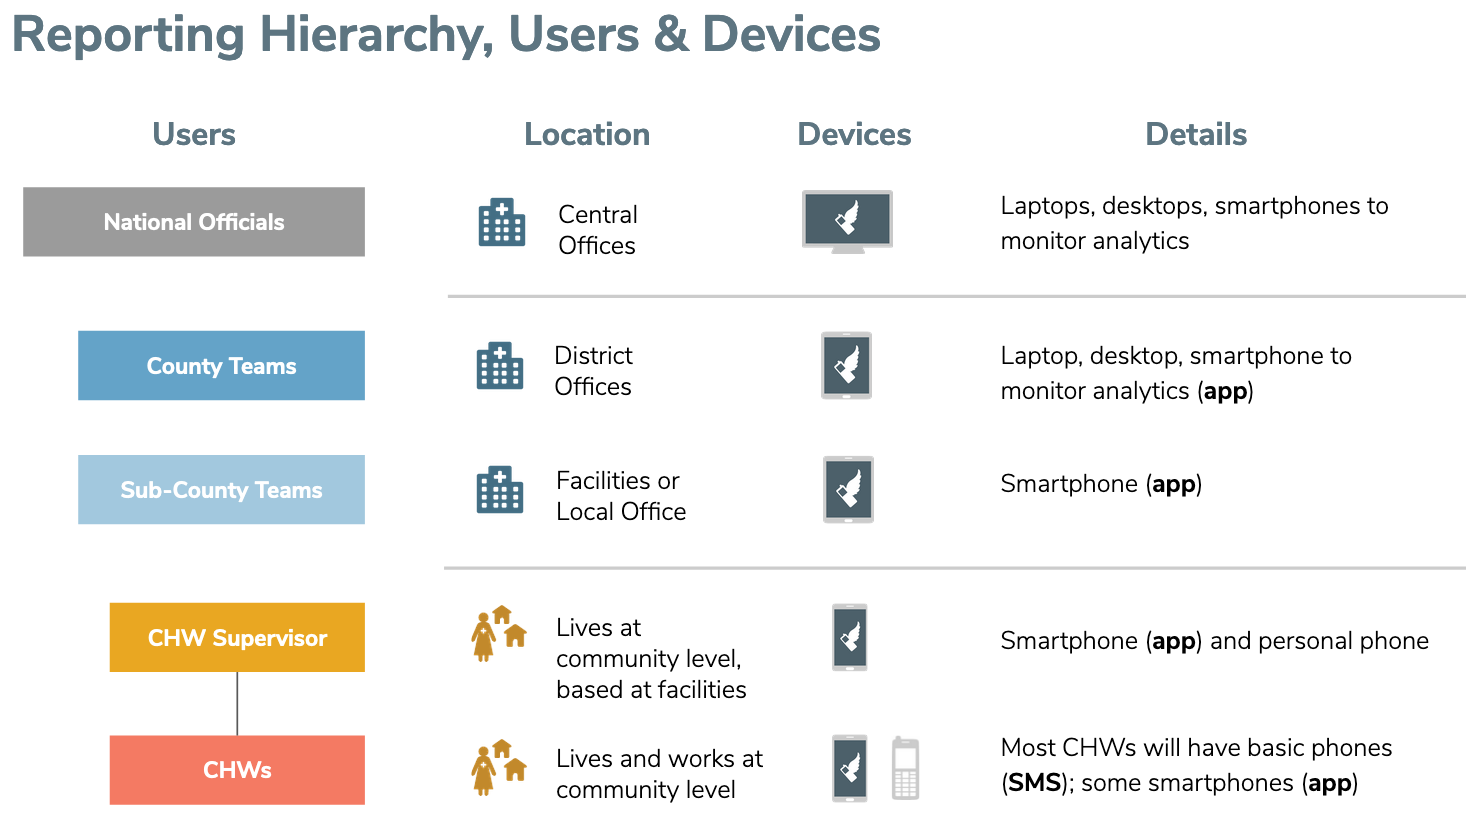 Reporting Hierarchy, Users & Devices
Users
Location
Devices
Details
National Officials
Central
Offices
Laptops, desktops, smartphones to
monitor analytics
County Teams
District
Offices
Laptop, desktop, smartphone to
monitor analytics (app)
Sub-County Teams
Facilities or
Local Office
Smartphone (app)
CHW Supervisor
Lives at
community level,
based at facilities
Smartphone (app) and personal phone
CHWs
Lives and works at
community level
Most CHWs will have basic phones
(SMS); some smartphones (app)